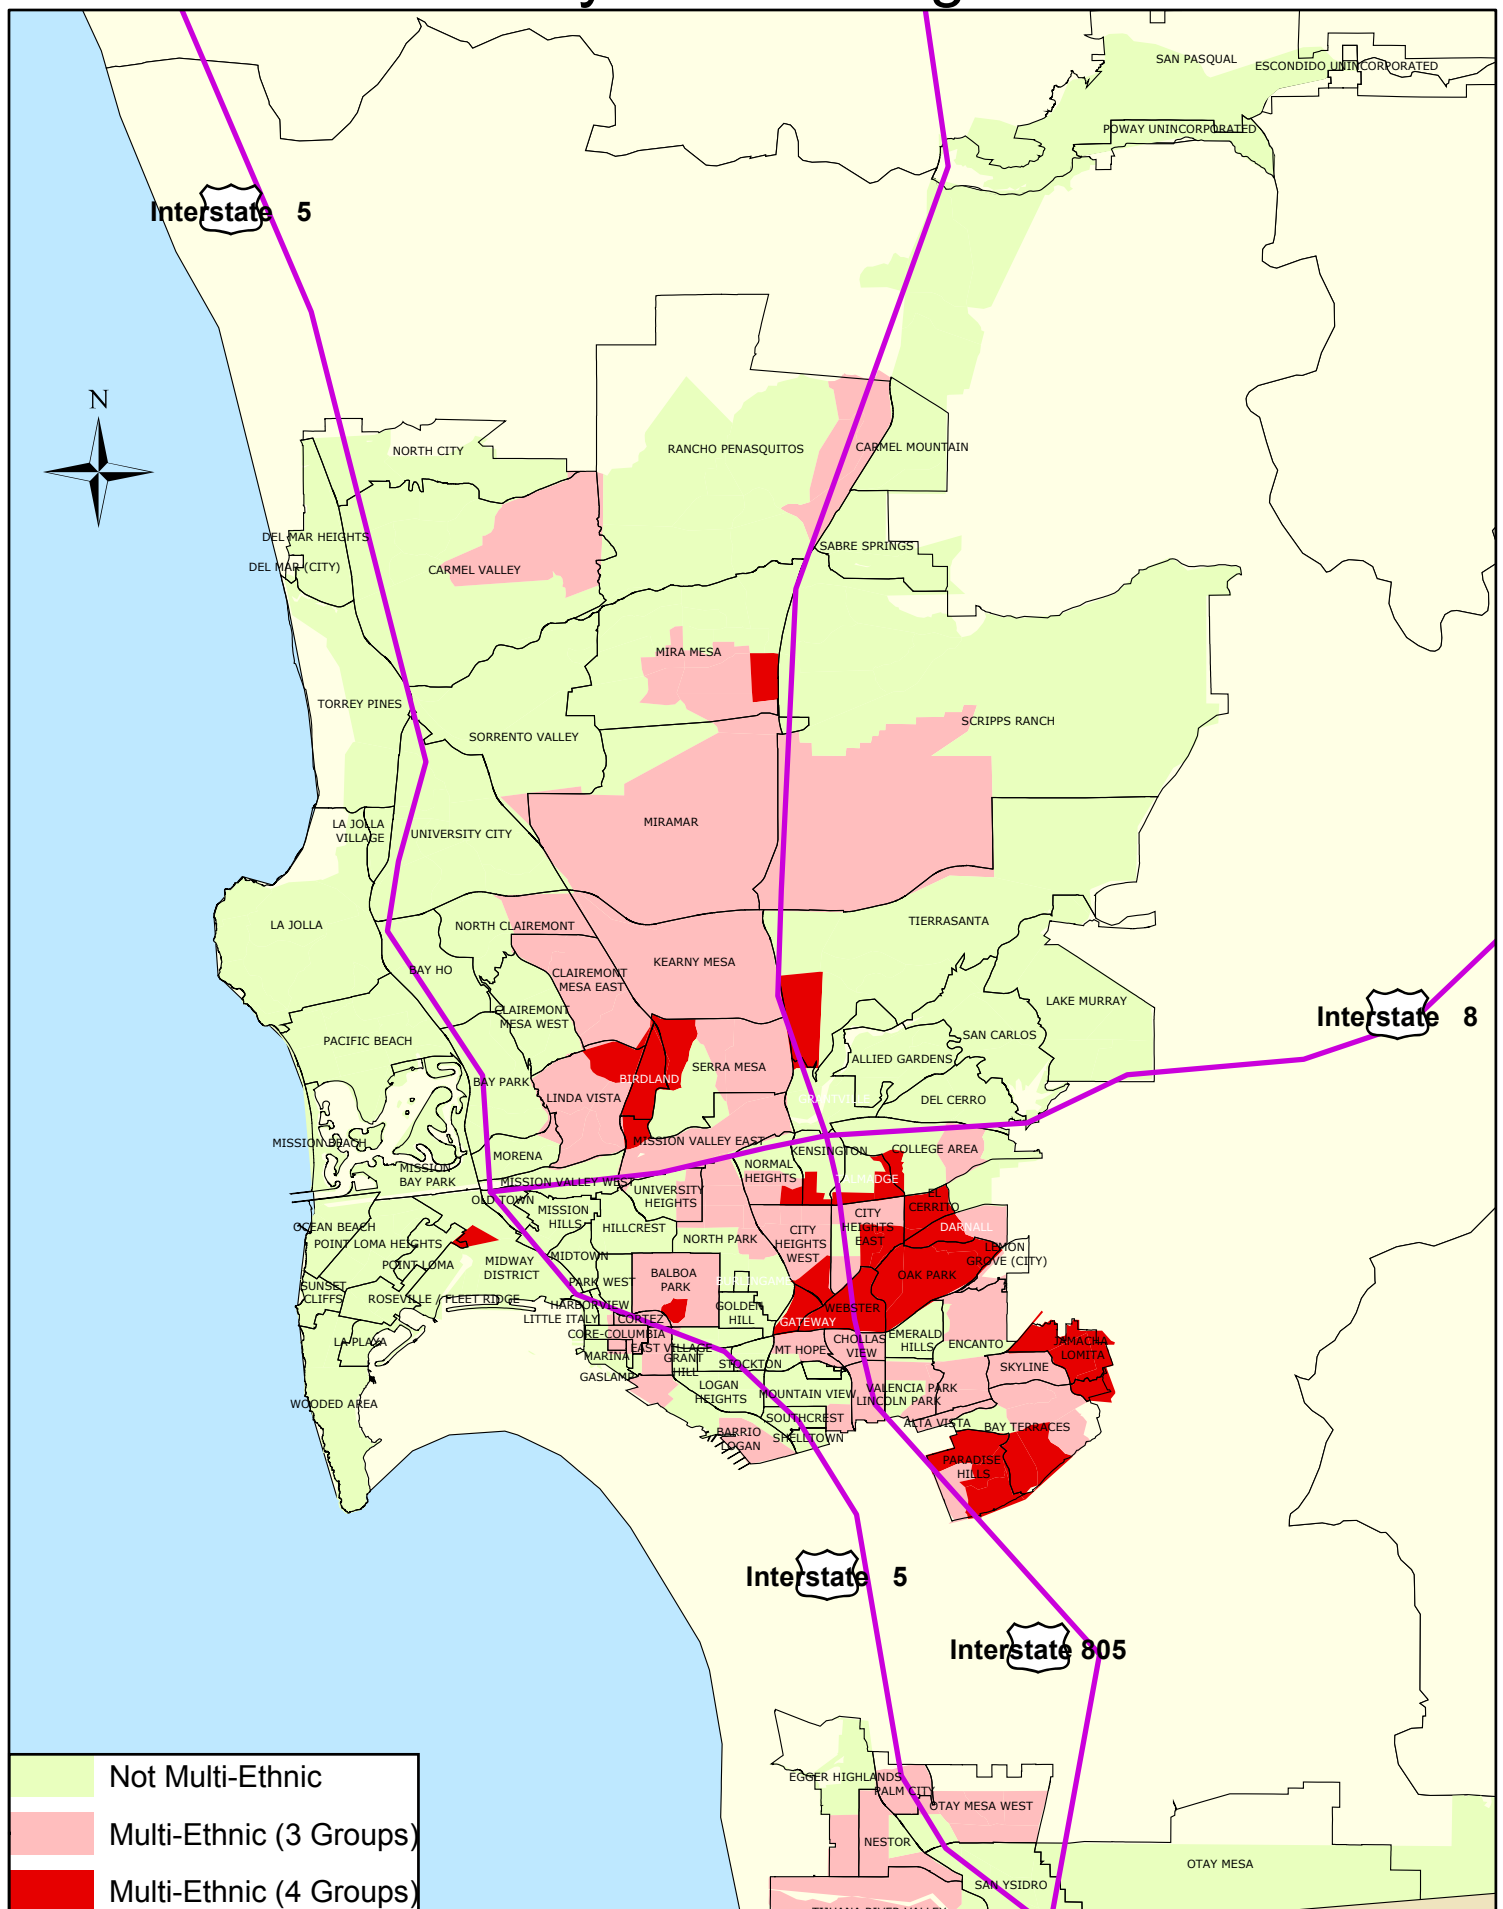 SAN PASQUAL
ESCONDIDO UNINCORPORATED
POWAY UNINCORPORATED
Interstate 5
N
NORTH CITY
RANCHO PENASQUITOS
CARMEL MOUNTAIN
DEL MAR HEIGHTS
SABRE SPRINGS
DEL MAR (CITY)
CARMEL VALLEY
MIRA MESA
TORREY PINES
SCRIPPS RANCH
SORRENTO VALLEY
LA JOLLA
VILLAGE
MIRAMAR
UNIVERSITY CITY
LA JOLLA
NORTH CLAIREMONT
TIERRASANTA
KEARNY MESA
BAY HO
CLAIREMONT
MESA EAST
LAKE MURRAY
CLAIREMONT
MESA WEST
Interstate 8
PACIFIC BEACH
SAN CARLOS
ALLIED GARDENS
SERRA MESA
BIRDLAND
BAY PARK
LINDA VISTA
GRANTVILLE
DEL CERRO
MISSION BEACH
MISSION VALLEY EAST
KENSINGTON
COLLEGE AREA
MORENA
MISSION
BAY PARK
NORMAL
HEIGHTS
MISSION VALLEY WEST
TALMADGE
OLD TOWN
UNIVERSITY
HEIGHTS
EL
CERRITO
MISSION
HILLS
CITY
HEIGHTS
EAST
OCEAN BEACH
HILLCREST
DARNALL
CITY
HEIGHTS
WEST
POINT LOMA HEIGHTS
NORTH PARK
LEMON
GROVE (CITY)
MIDTOWN
POINT LOMA
MIDWAY
DISTRICT
BALBOA
PARK
OAK PARK
SUNSET
CLIFFS
PARK WEST
BURLINGAME
ROSEVILLE / FLEET RIDGE
HARBORVIEW
GOLDEN
HILL
WEBSTER
LITTLE ITALY
CORTEZ
GATEWAY
CORE-COLUMBIA
LA PLAYA
EAST VILLAGE
CHOLLAS
VIEW
EMERALD
HILLS
ENCANTO
JAMACHA
LOMITA
MARINA
GRANT
HILL
MT HOPE
STOCKTON
SKYLINE
GASLAMP
LOGAN
HEIGHTS
MOUNTAIN VIEW
VALENCIA PARK
LINCOLN PARK
WOODED AREA
SOUTHCREST
ALTA VISTA
BAY TERRACES
BARRIO
LOGAN
SHELLTOWN
PARADISE
HILLS
Interstate 5
Interstate 805
EGGER HIGHLANDS
PALM CITY
OTAY MESA WEST
NESTOR
OTAY MESA
SAN YSIDRO
Not Multi-Ethnic
Multi-Ethnic (3 Groups)
Multi-Ethnic (4 Groups)